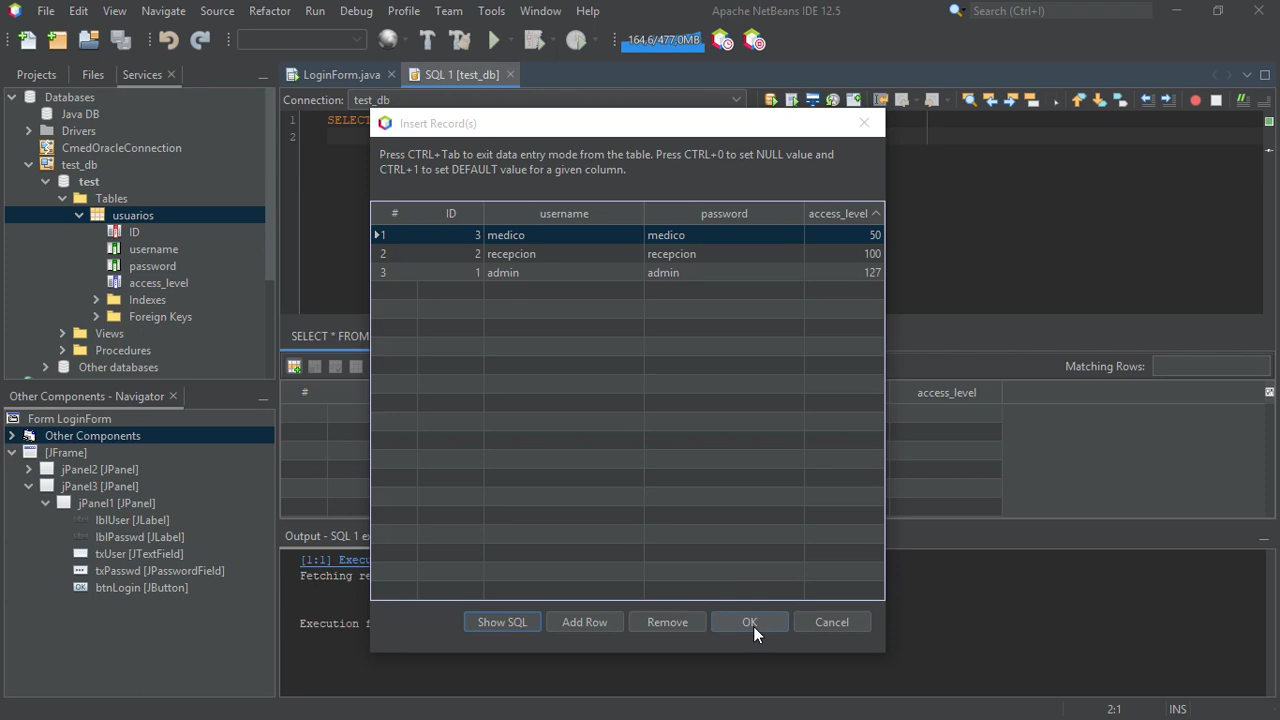 File Edit View Navigate Source Refactor Run Debug Profile Team Tools Window Help Apache NetBeans IDE 12.5 Search (Ctrl+I)
164.6/477.0MB
Projects Files Services
LoginForm.java SQL 1 [test_db]
Connection: test_db
Databases
Java DB
Drivers
CmedOracleConnection
test_db
test
Tables
usuarios
ID
username
password
access_level
Indexes
Foreign Keys
Views
Procedures
Other databases
1 SELECT
2
Insert Record(s)
Press CTRL+Tab to exit data entry mode from the table. Press CTRL+0 to set NULL value and
CTRL+1 to set DEFAULT value for a given column.
# ID username password access_level
1 3 medico medico 50
2 2 recepcion recepcion 100
3 1 admin admin 127
Show SQL Add Row Remove OK Cancel
SELECT * FROM
Matching Rows:
# access_level
Other Components - Navigator
Form LoginForm
Other Components
[JFrame]
jPanel2 [JPanel]
jPanel3 [JPanel]
jPanel1 [JPanel]
lblUser [JLabel]
lblPasswd [JLabel]
txUser [JTextField]
txPasswd [JPasswordField]
btnLogin [JButton]
Output - SQL 1 e
[1:1] Execu
Fetching re
Execution f
2:1 INS